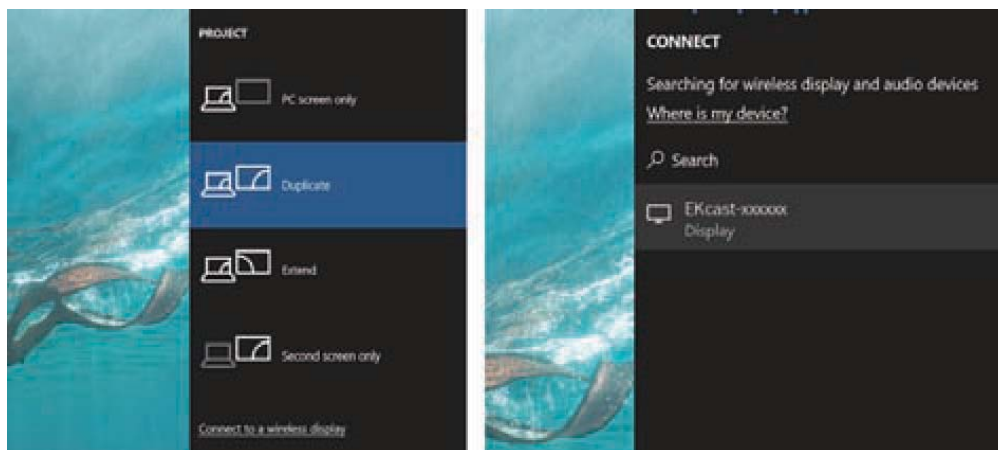 PROJECT
PC screen only
Duplicate
Extend
Second screen only
Connect to a wireless display
CONNECT
Searching for wireless display and audio devices
Where is my device?
Search
EKcast-xxxxxx
Display